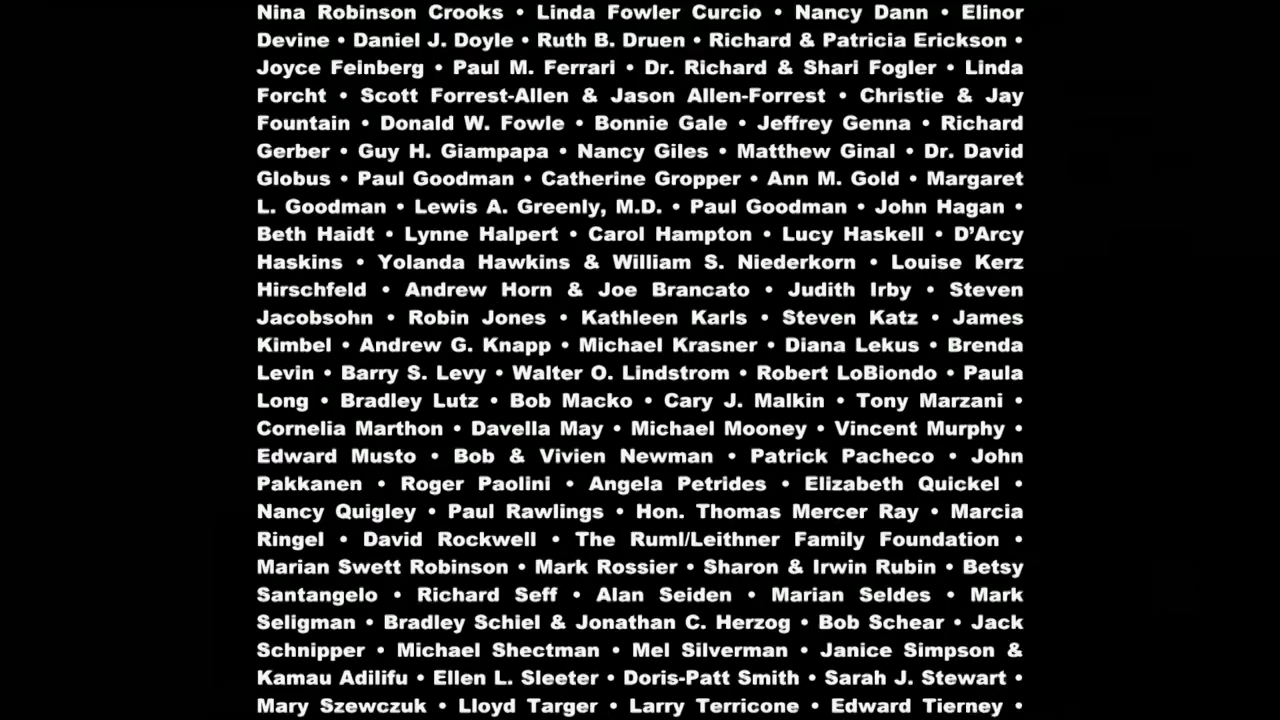 Nina Robinson Crooks • Linda Fowler Curcio • Nancy Dann • Elinor
Devine • Daniel J. Doyle • Ruth B. Druen • Richard & Patricia Erickson •
Joyce Feinberg • Paul M. Ferrari • Dr. Richard & Shari Fogler • Linda
Forcht • Scott Forrest-Allen & Jason Allen-Forrest • Christie & Jay
Fountain • Donald W. Fowle • Bonnie Gale • Jeffrey Genna • Richard
Gerber • Guy H. Giampapa • Nancy Giles • Matthew Ginal • Dr. David
Globus • Paul Goodman • Catherine Gropper • Ann M. Gold • Margaret
L. Goodman • Lewis A. Greenly, M.D. • Paul Goodman • John Hagan •
Beth Haidt • Lynne Halpert • Carol Hampton • Lucy Haskell • D’Arcy
Haskins • Yolanda Hawkins & William S. Niederkorn • Louise Kerz
Hirschfeld • Andrew Horn & Joe Brancato • Judith Irby • Steven
Jacobsohn • Robin Jones • Kathleen Karls • Steven Katz • James
Kimbel • Andrew G. Knapp • Michael Krasner • Diana Lekus • Brenda
Levin • Barry S. Levy • Walter O. Lindstrom • Robert LoBiondo • Paula
Long • Bradley Lutz • Bob Macko • Cary J. Malkin • Tony Marzani •
Cornelia Marthon • Davella May • Michael Mooney • Vincent Murphy •
Edward Musto • Bob & Vivien Newman • Patrick Pacheco • John
Pakkanen • Roger Paolini • Angela Petrides • Elizabeth Quickel •
Nancy Quigley • Paul Rawlings • Hon. Thomas Mercer Ray • Marcia
Ringel • David Rockwell • The Ruml/Leithner Family Foundation •
Marian Swett Robinson • Mark Rossier • Sharon & Irwin Rubin • Betsy
Santangelo • Richard Seff • Alan Seiden • Marian Seldes • Mark
Seligman • Bradley Schiel & Jonathan C. Herzog • Bob Schear • Jack
Schnipper • Michael Shectman • Mel Silverman • Janice Simpson &
Kamau Adilifu • Ellen L. Sleeter • Doris-Patt Smith • Sarah J. Stewart •
Mary Szewczuk • Lloyd Targer • Larry Terricone • Edward Tierney •